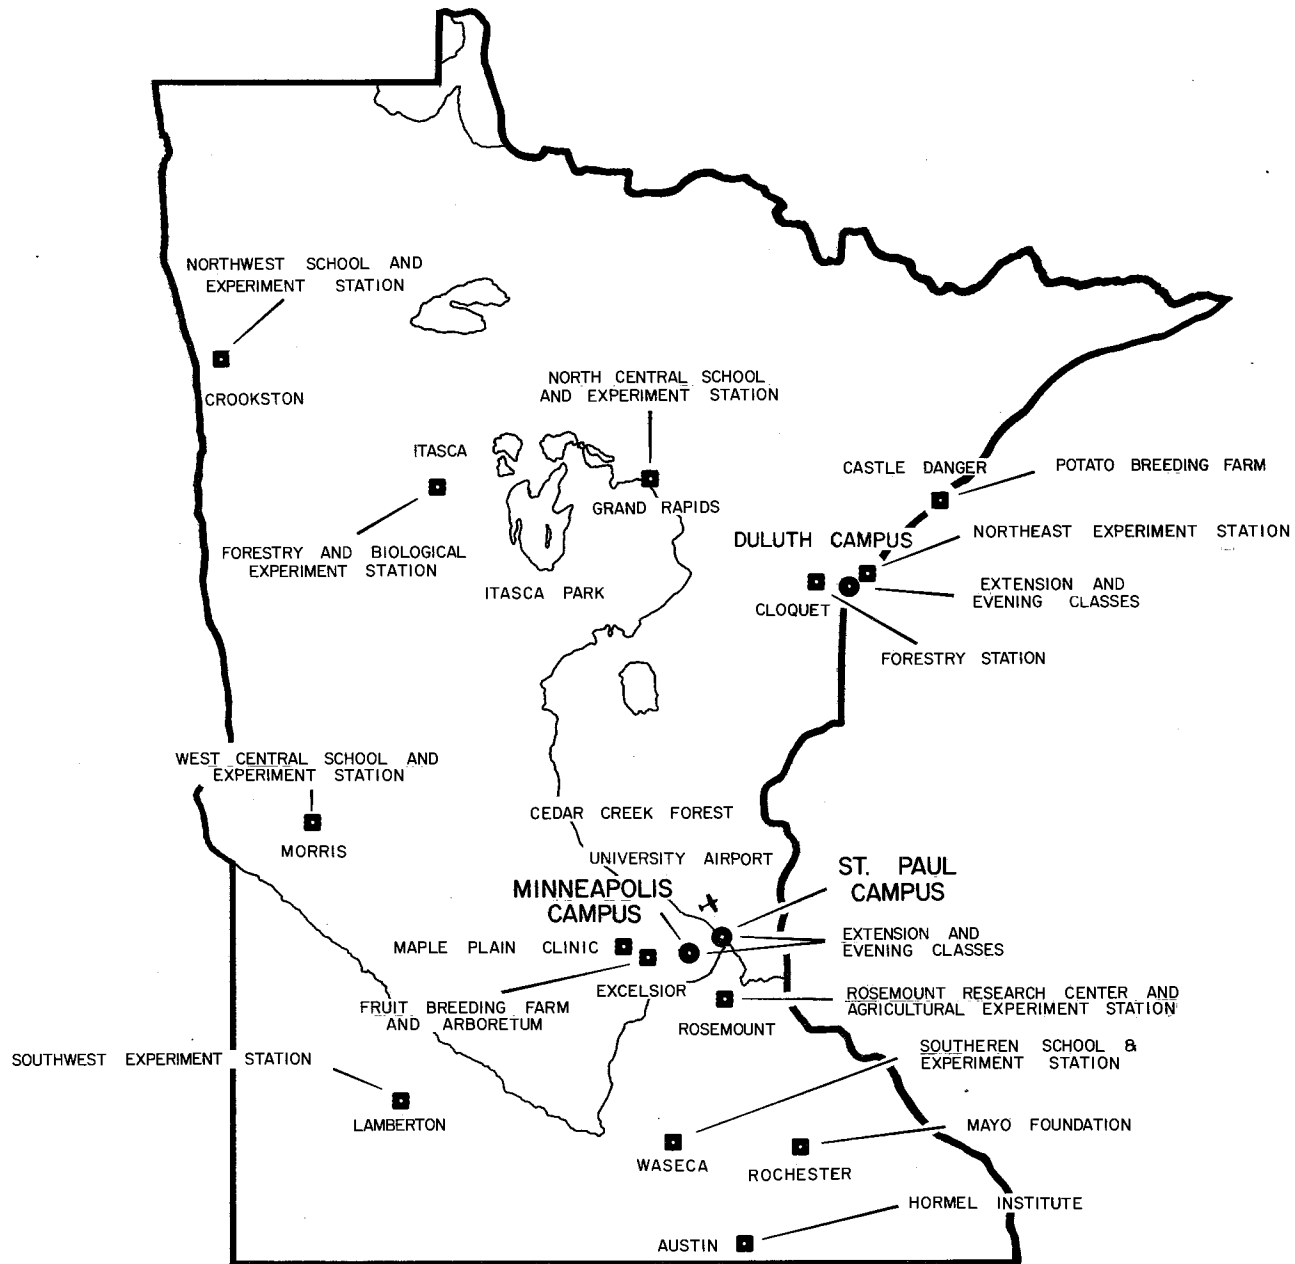 NORTHWEST SCHOOL AND
EXPERIMENT STATION
CROOKSTON
NORTH CENTRAL SCHOOL
AND EXPERIMENT STATION
ITASCA
GRAND RAPIDS
FORESTRY AND BIOLOGICAL
EXPERIMENT STATION
ITASCA PARK
CASTLE DANGER
POTATO BREEDING FARM
DULUTH CAMPUS
NORTHEAST EXPERIMENT STATION
EXTENSION AND
EVENING CLASSES
CLOQUET
FORESTRY STATION
WEST CENTRAL SCHOOL AND
EXPERIMENT STATION
MORRIS
CEDAR CREEK FOREST
UNIVERSITY AIRPORT
MINNEAPOLIS
CAMPUS
ST. PAUL
CAMPUS
MAPLE PLAIN CLINIC
EXTENSION AND
EVENING CLASSES
EXCELSIOR
FRUIT BREEDING FARM
AND ARBORETUM
ROSEMOUNT RESEARCH CENTER AND
AGRICULTURAL EXPERIMENT STATION
ROSEMOUNT
SOUTHWEST EXPERIMENT STATION
LAMBERTON
SOUTHEREN SCHOOL &
EXPERIMENT STATION
WASECA
MAYO FOUNDATION
ROCHESTER
HORMEL INSTITUTE
AUSTIN